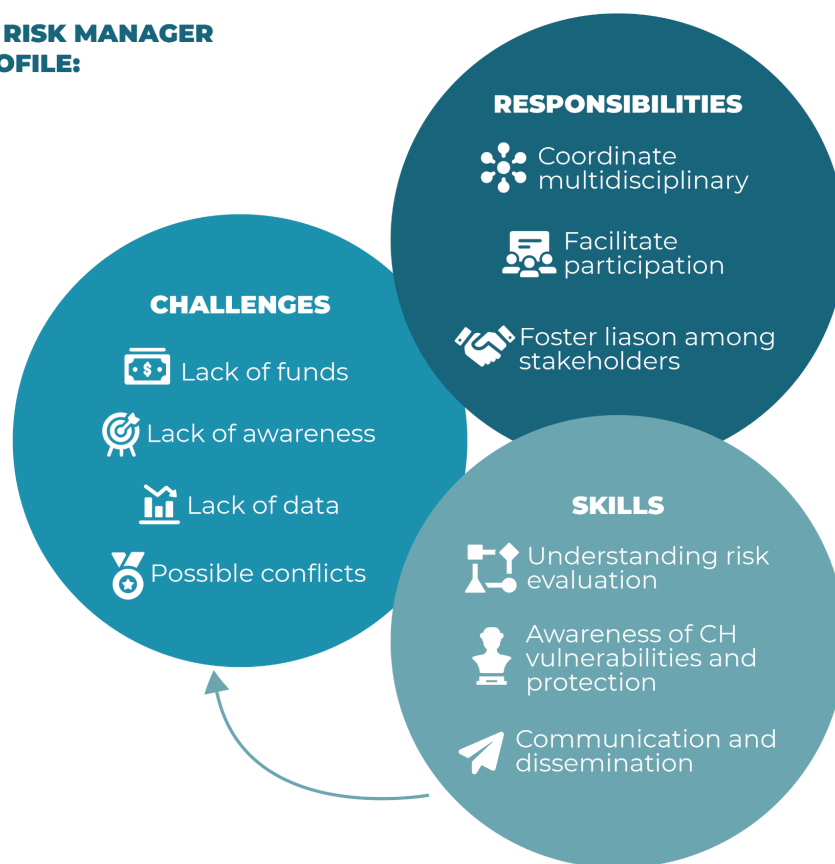 RISK MANAGER
OFILE:
RESPONSIBILITIES
Coordinate
multidisciplinary
Facilitate
participation
Foster liason among
stakeholders
CHALLENGES
Lack of funds
Lack of awareness
Lack of data
Possible conflicts
SKILLS
Understanding risk
evaluation
Awareness of CH
vulnerabilities and
protection
Communication and
dissemination